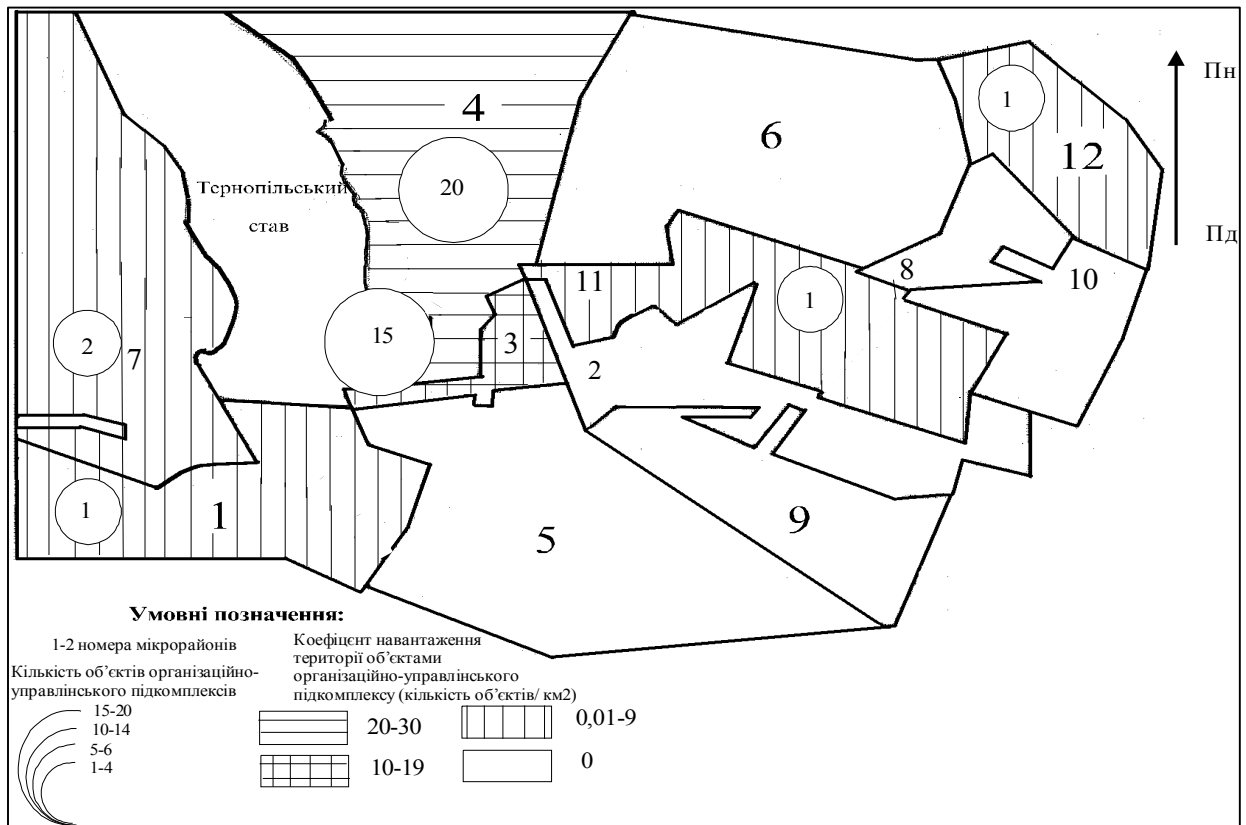 Пн
1
4
6
12
20
Тернопільський
став
Пд
8
10
11
1
2
7
15
3
2
1
1
5
9
Умовні позначення:
1-2 номера мікрорайонів
Кількість об’єктів організаційно-
управлінського підкомплексів
15-20
10-14
5-6
1-4
Коефіцєнт навантаження
території об’єктами
організаційно-управлінського
підкомплексу (кількість об’єктів/ км2)
20-30
0,01-9
10-19
0